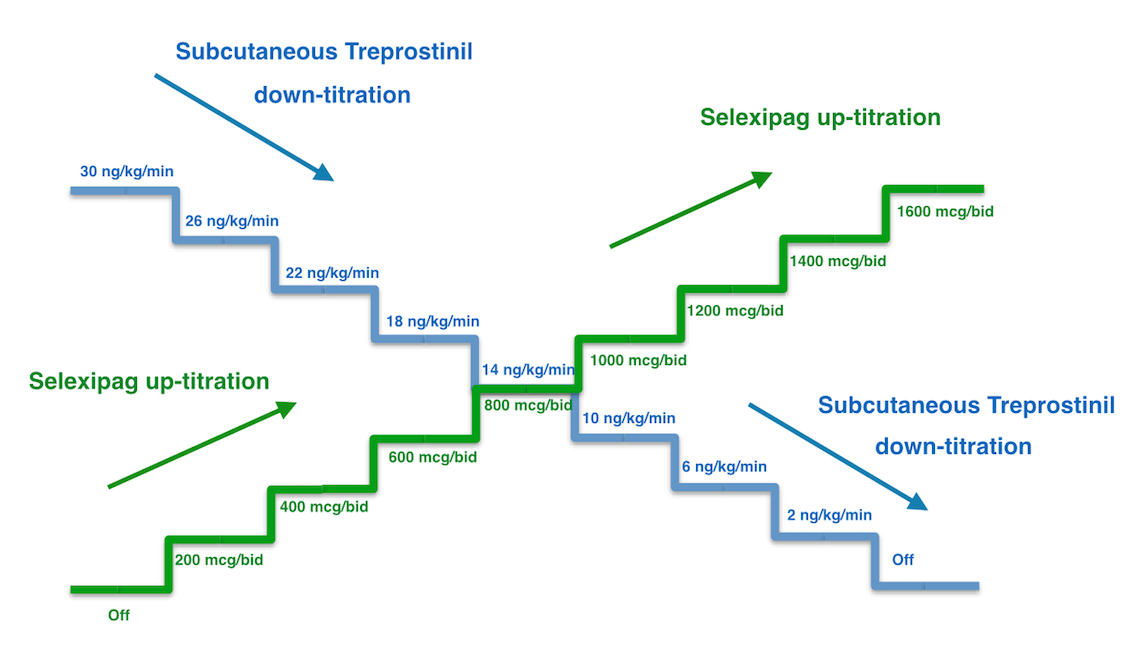 Subcutaneous Treprostinil
down-titration
Selexipag up-titration
30 ng/kg/min
26 ng/kg/min
22 ng/kg/min
18 ng/kg/min
14 ng/kg/min
10 ng/kg/min
6 ng/kg/min
2 ng/kg/min
Off
Selexipag up-titration
Subcutaneous Treprostinil
down-titration
Off
200 mcg/bid
400 mcg/bid
600 mcg/bid
800 mcg/bid
1000 mcg/bid
1200 mcg/bid
1400 mcg/bid
1600 mcg/bid